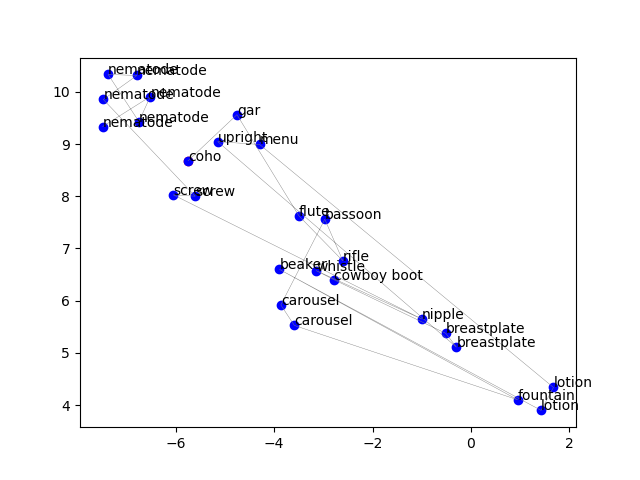 nematode
nematode
nematode
nematode
nematode
nematode
gar
upright
menu
coho
screw
screw
flute
bassoon
rifle
beaker
whistle
cowboy boot
carousel
carousel
nipple
breastplate
breastplate
lotion
fountain
lotion
10
9
8
7
6
5
4
−6
−4
−2
0
2